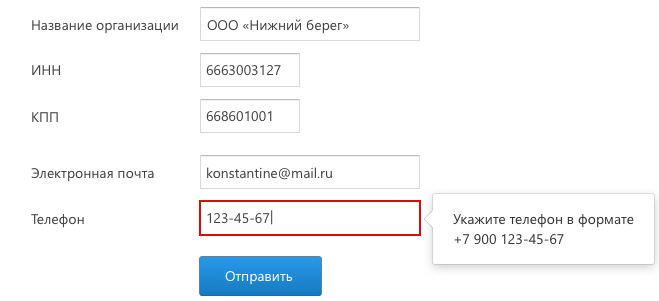 Название организации ООО «Нижний берег»
ИНН 6663003127
КПП 668601001
Электронная почта konstantine@mail.ru
Телефон 123-45-67
Укажите телефон в формате
+7 900 123-45-67
Отправить